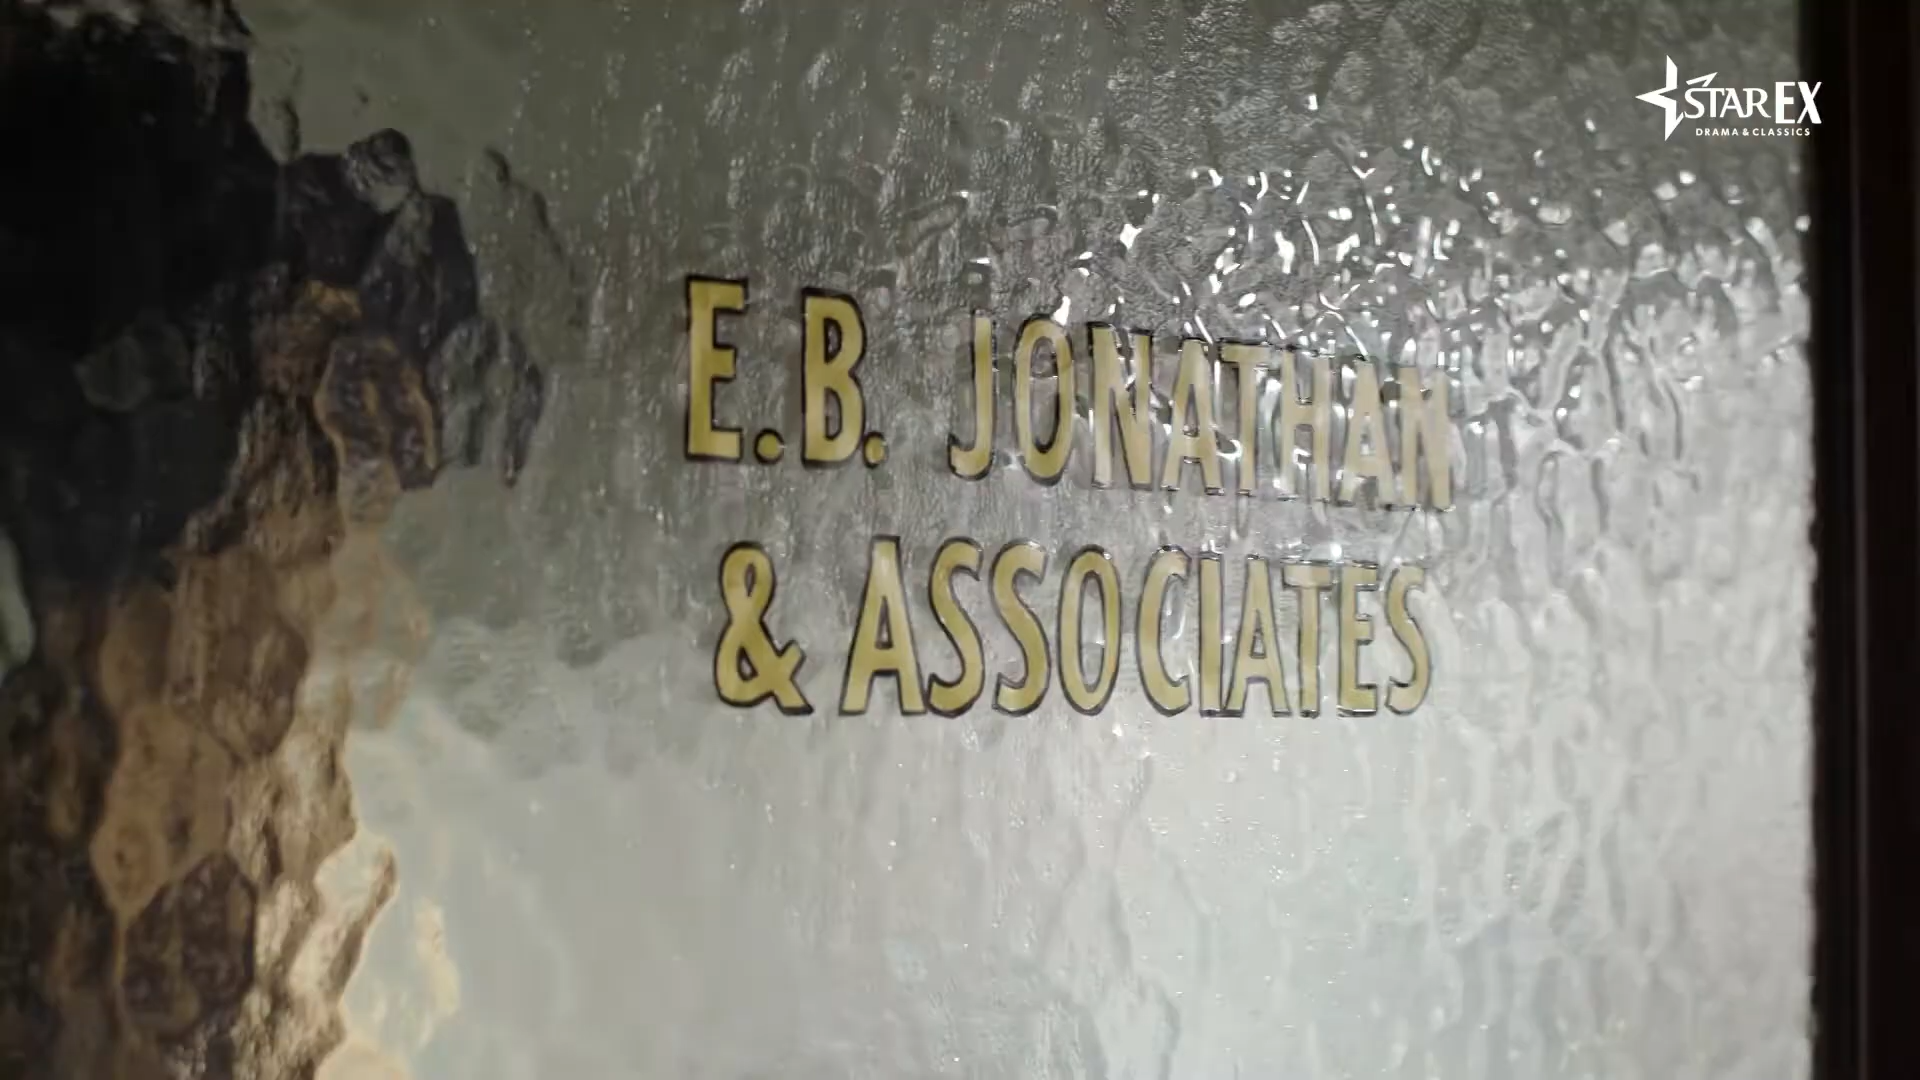 STAR EX
DRAMA & CLASSICS
E.B. JONATHAN
& ASSOCIATES